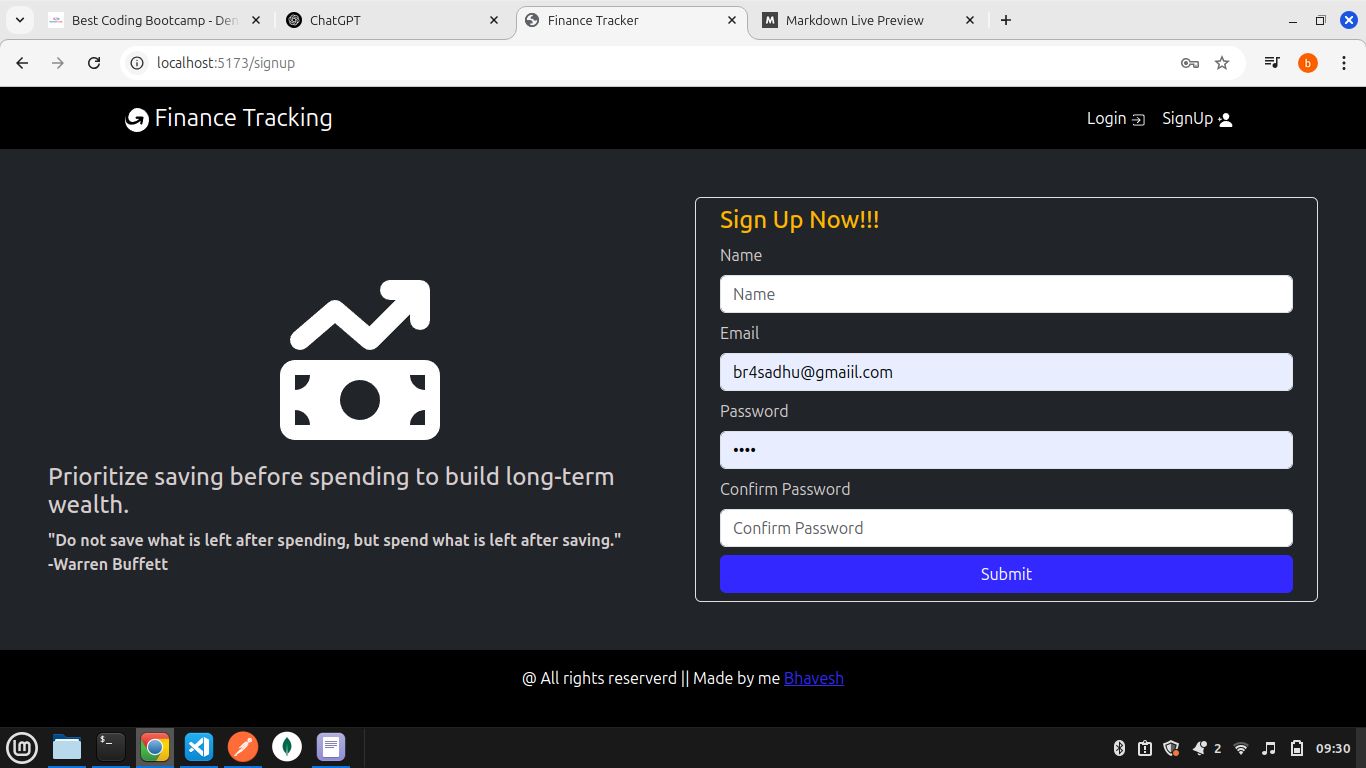 Best Coding Bootcamp - Den
ChatGPT
Finance Tracker
Markdown Live Preview
localhost:5173/signup
b
Finance Tracking
Login
SignUp
Sign Up Now!!!
Name
Name
Email
br4sadhu@gmaiil.com
Password
••••
Confirm Password
Confirm Password
Submit
Prioritize saving before spending to build long-term
wealth.
"Do not save what is left after spending, but spend what is left after saving."
-Warren Buffett
@ All rights reserverd || Made by me Bhavesh
2
09:30